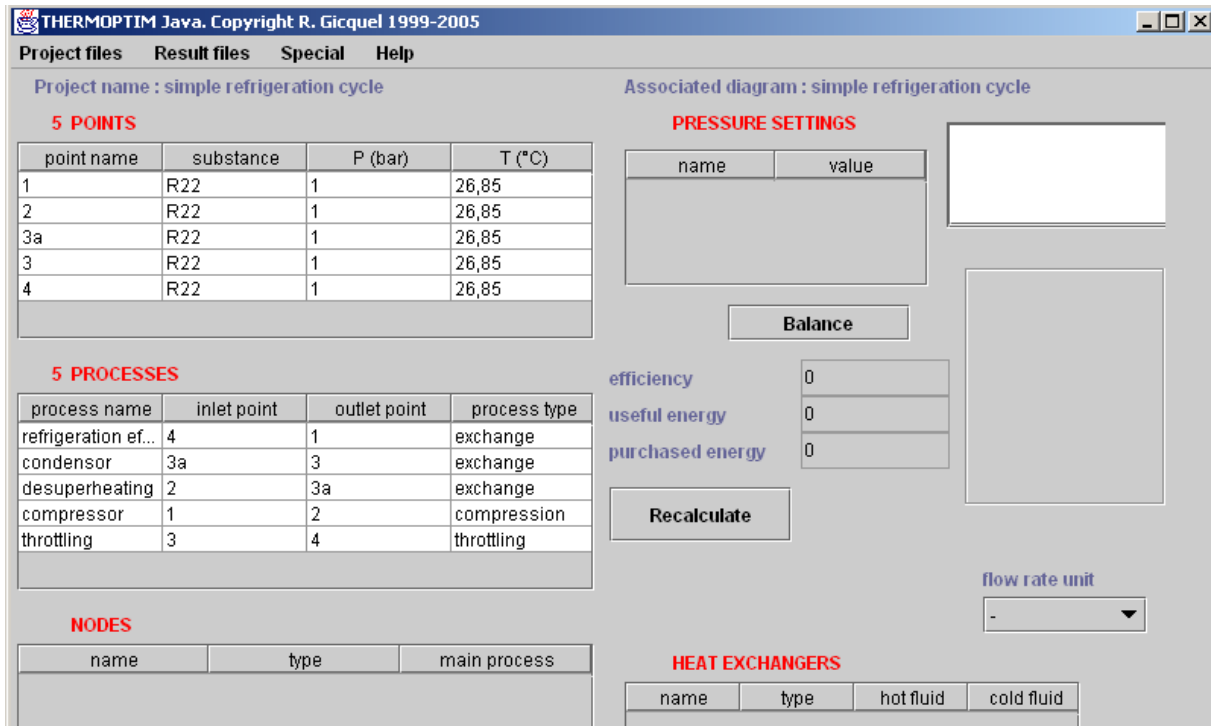 THERMOPTIM Java. Copyright R. Gicquel 1999-2005
Project files Result files Special Help
Project name : simple refrigeration cycle
Associated diagram : simple refrigeration cycle
5 POINTS
point name substance P (bar) T (°C)
1 R22 1 26,85
2 R22 1 26,85
3a R22 1 26,85
3 R22 1 26,85
4 R22 1 26,85
PRESSURE SETTINGS
name value
Balance
5 PROCESSES
process name inlet point outlet point process type
refrigeration ef... 4 1 exchange
condensor 3a 3 exchange
desuperheating 2 3a exchange
compressor 1 2 compression
throttling 3 4 throttling
efficiency 0
useful energy 0
purchased energy 0
Recalculate
flow rate unit
-
NODES
name type main process
HEAT EXCHANGERS
name type hot fluid cold fluid